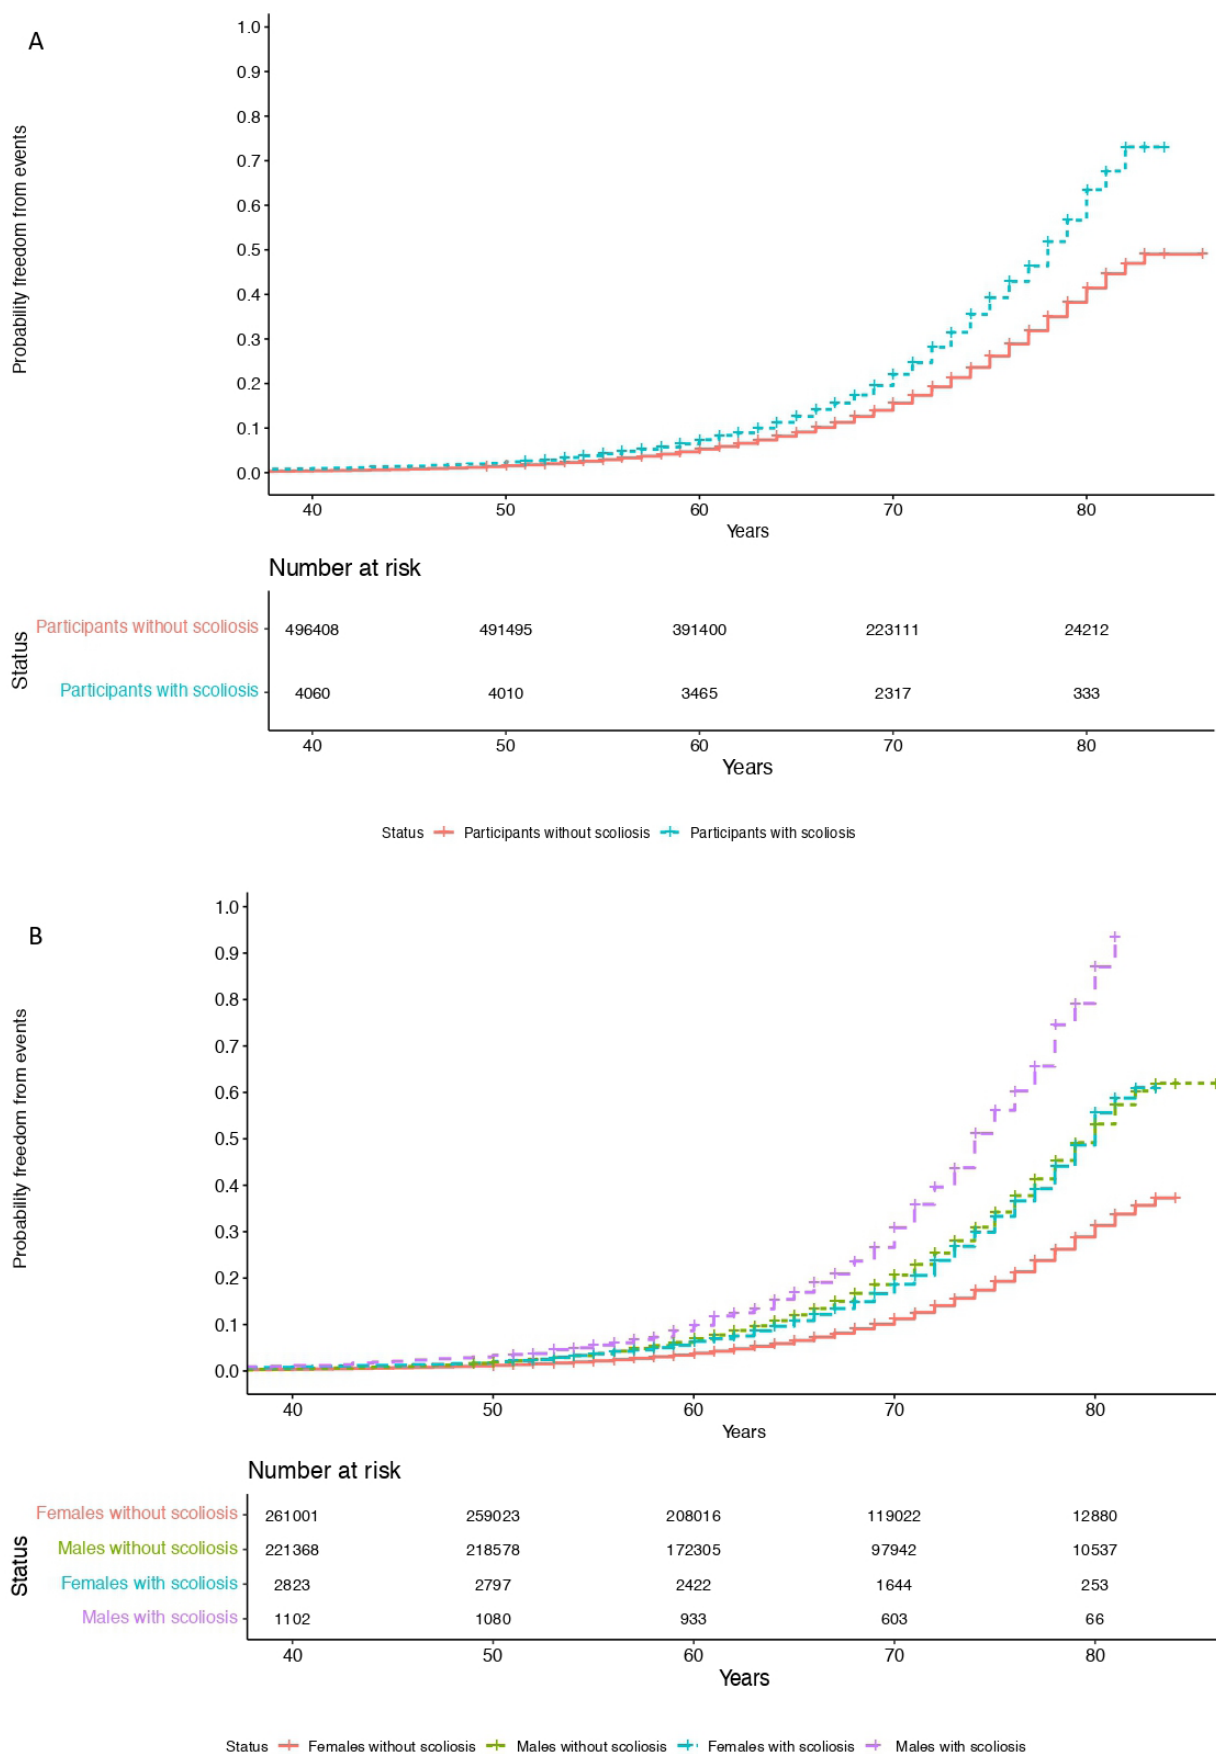 A
Probability freedom from events
1.0
0.9
0.8
0.7
0.6
0.5
0.4
0.3
0.2
0.1
0.0
40 50 60 70 80
Years
Number at risk
Status
Participants without scoliosis 496408 491495 391400 223111 24212
Participants with scoliosis 4060 4010 3465 2317 333
40 50 60 70 80
Years
Status Participants without scoliosis Participants with scoliosis
B
Probability freedom from events
1.0
0.9
0.8
0.7
0.6
0.5
0.4
0.3
0.2
0.1
0.0
40 50 60 70 80
Years
Number at risk
Status
Females without scoliosis 261001 259023 208016 119022 12880
Males without scoliosis 221368 218578 172305 97942 10537
Females with scoliosis 2823 2797 2422 1644 253
Males with scoliosis 1102 1080 933 603 66
40 50 60 70 80
Years
Status Females without scoliosis Males without scoliosis Females with scoliosis Males with scoliosis